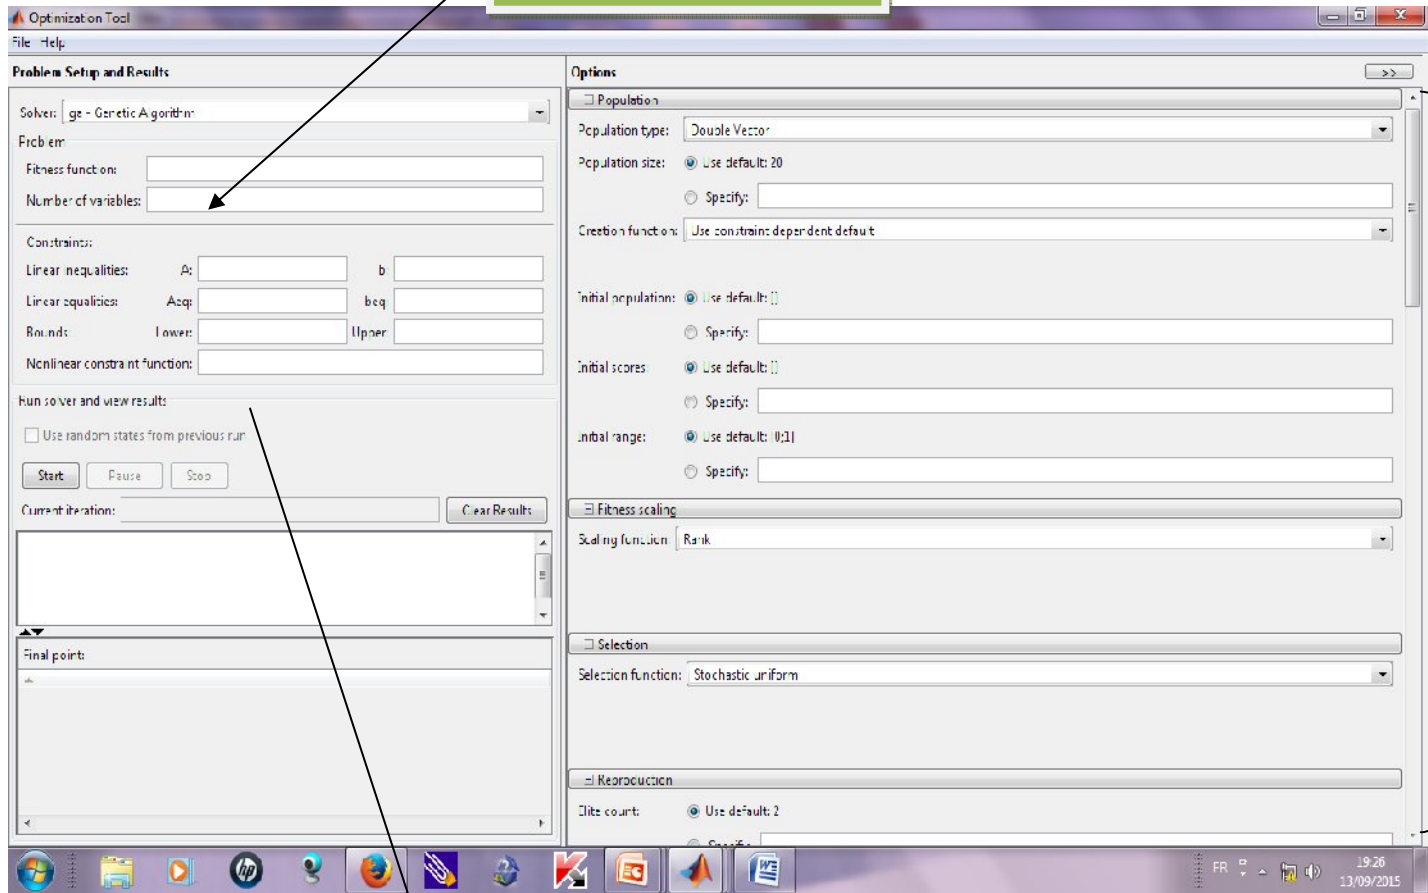 Optimization Tool
File Help
Problem Setup and Results
Solver: ga - Genetic Algorithm
Problem
Fitness function:
Number of variables:
Constraints:
Linear inequalities: A: b:
Linear equalities: Aeq: beq:
Bounds: Lower: Upper:
Nonlinear constraint function:
Run solver and view results
Use random states from previous run
Start Pause Stop
Current iteration: Clear Results
Final point:
Options >>
Population
Population type: Double Vector
Population size: Use default: 20
Specify:
Creation function: Use constraint dependent default
Initial population: Use default: []
Specify:
Initial scores: Use default: []
Specify:
Initial range: Use default: [0;1]
Specify:
Fitness scaling
Scaling function: Rank
Selection
Selection function: Stochastic uniform
Reproduction
Elite count: Use default: 2
Specify:
hp
FR 19:26
13/09/2015